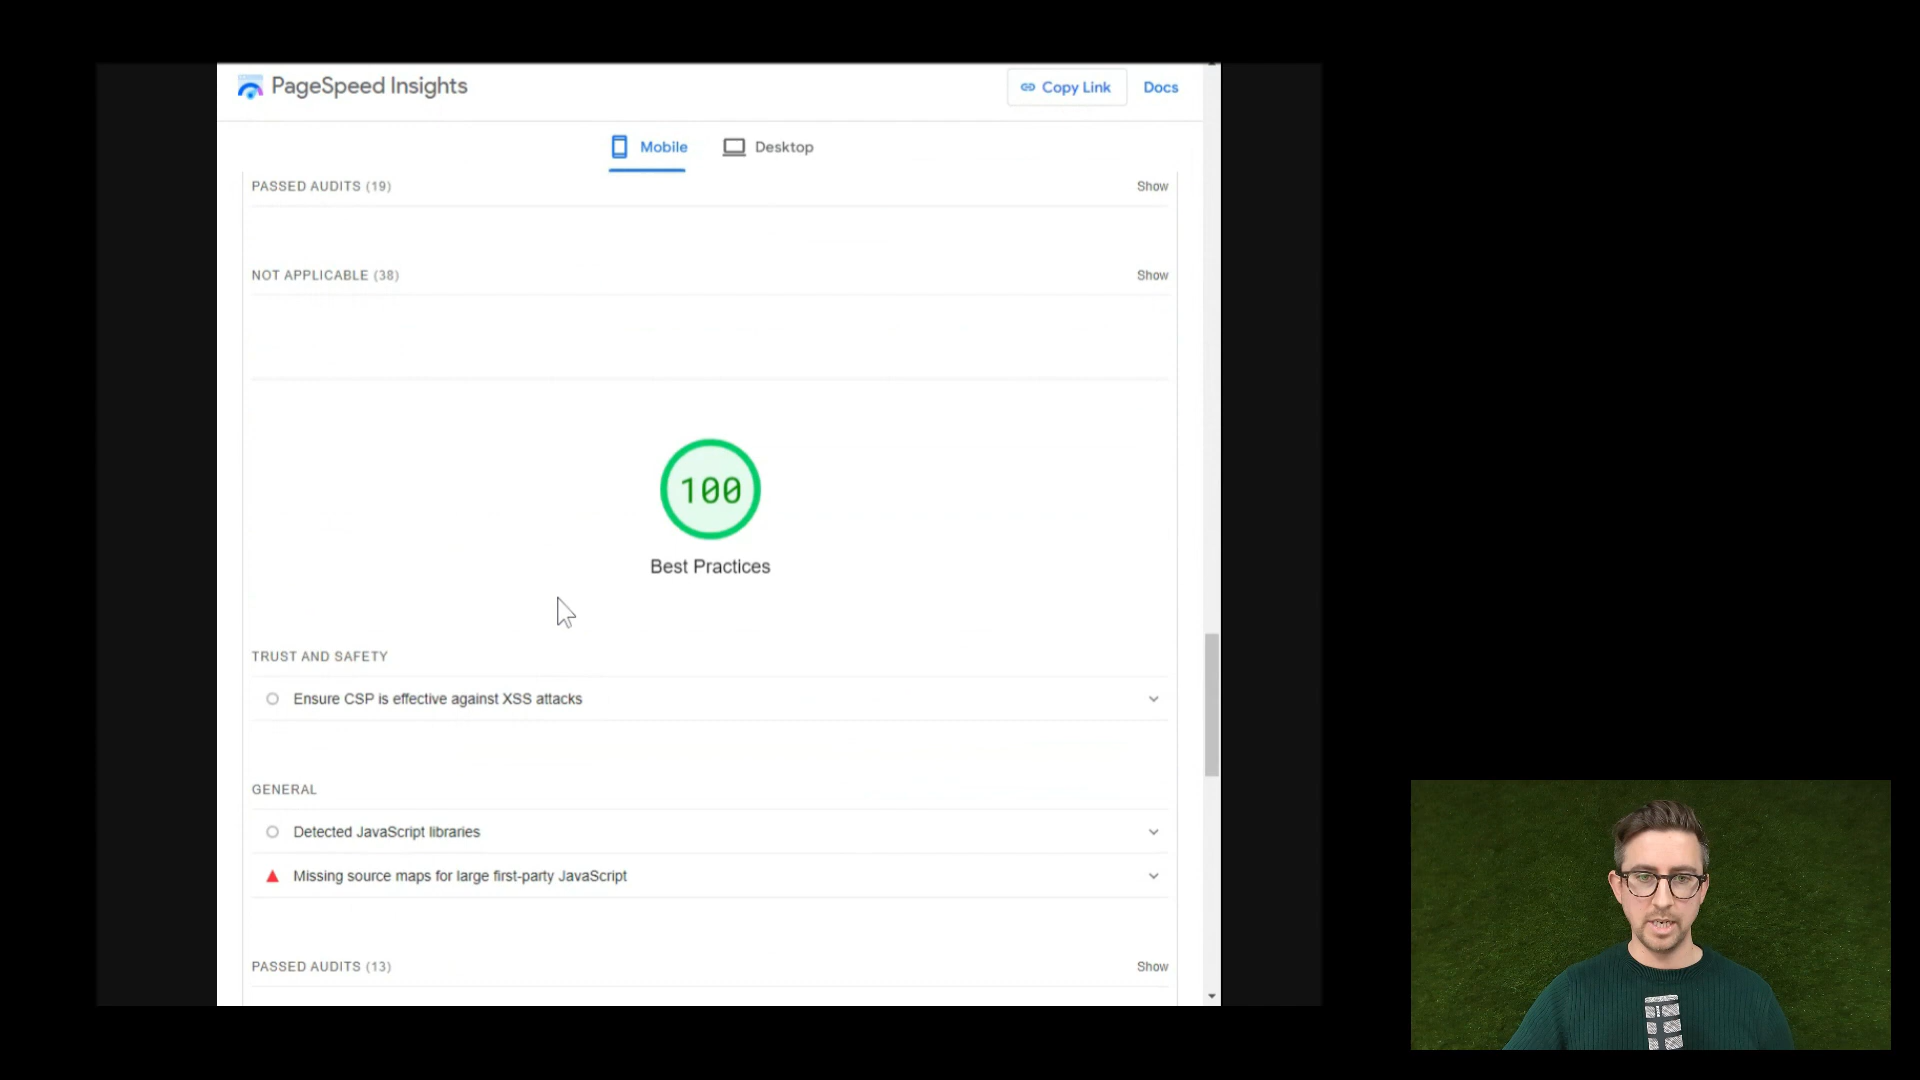 PageSpeed Insights
Copy Link
Docs
Mobile
Desktop
PASSED AUDITS (19)
Show
NOT APPLICABLE (38)
Show
100
Best Practices
TRUST AND SAFETY
Ensure CSP is effective against XSS attacks
GENERAL
Detected JavaScript libraries
Missing source maps for large first-party JavaScript
PASSED AUDITS (13)
Show